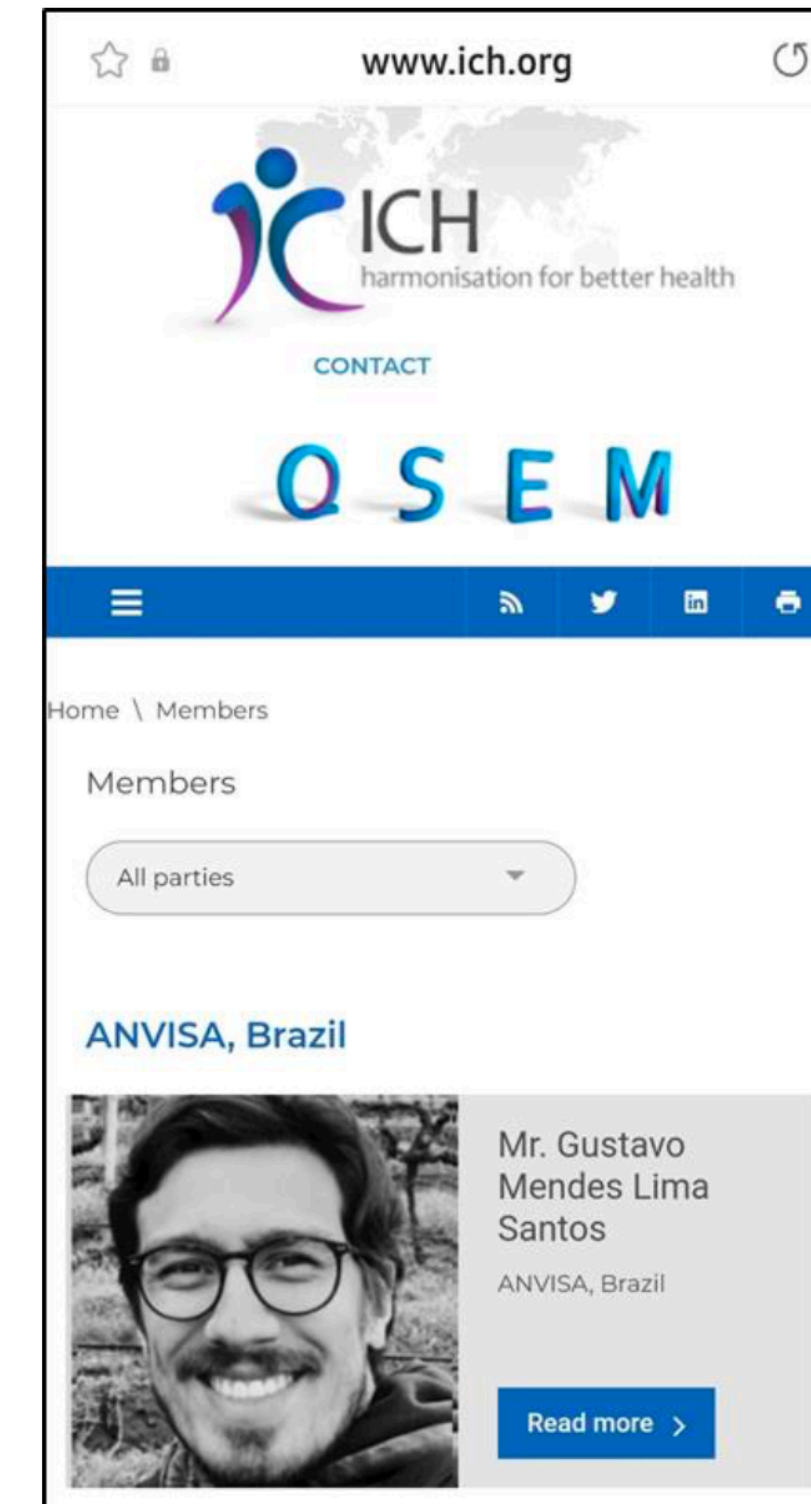 www.ich.org
ICH
harmonisation for better health
CONTACT
Q S E M
Home \ Members
Members
All parties
ANVISA, Brazil
Mr. Gustavo
Mendes Lima
Santos
ANVISA, Brazil
Read more >